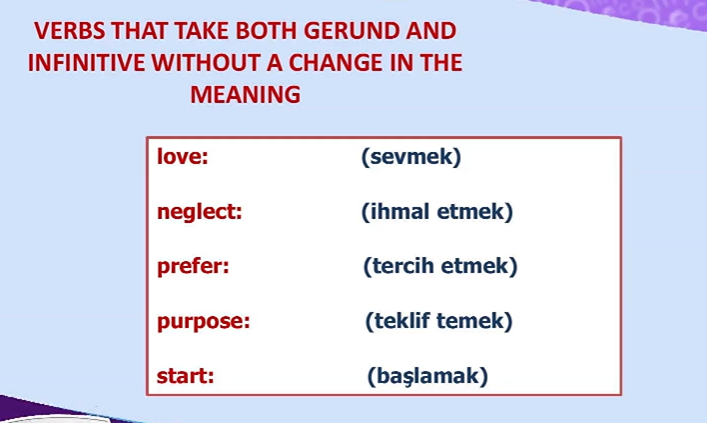 VERBS THAT TAKE BOTH GERUND AND
INFINITIVE WITHOUT A CHANGE IN THE
MEANING
love: (sevmek)
neglect: (ihmal etmek)
prefer: (tercih etmek)
purpose: (teklif temek)
start: (başlamak)